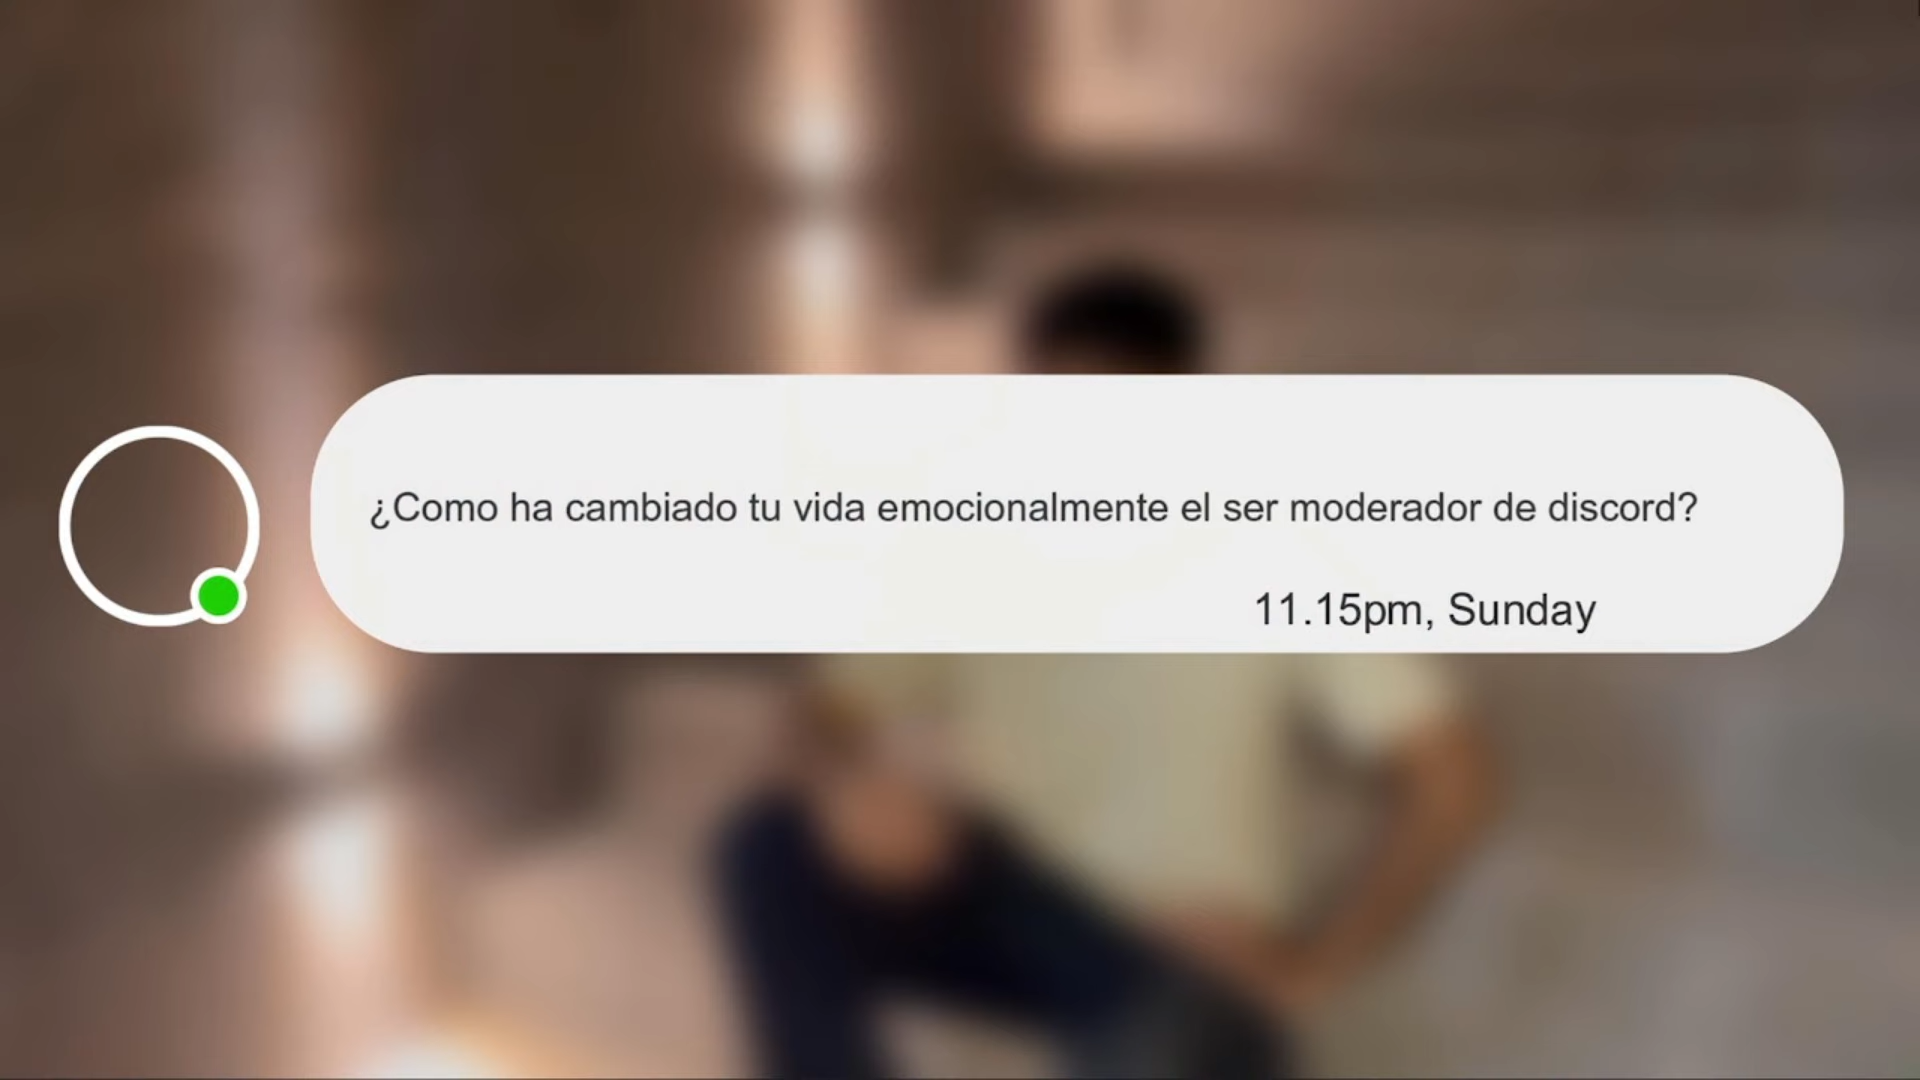 ¿Como ha cambiado tu vida emocionalmente el ser moderador de discord?
11.15pm, Sunday